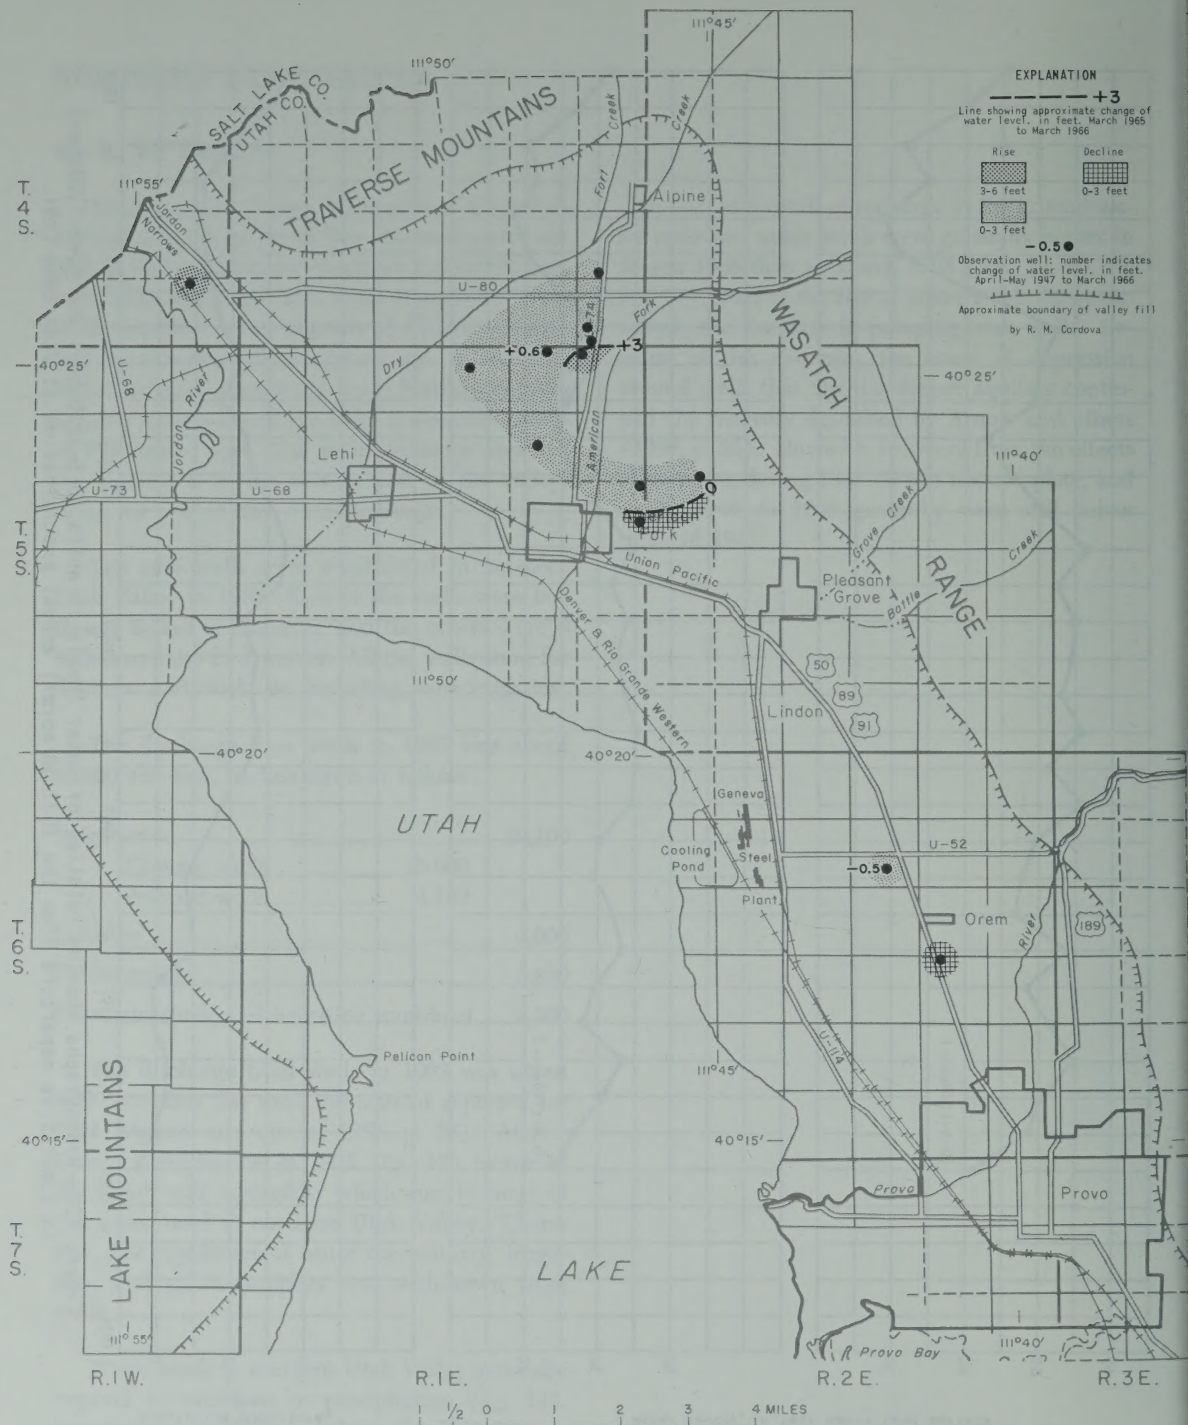 111°45′
111°50′
EXPLANATION
+3
Line showing approximate change of
water level, in feet, March 1965
to March 1966
Rise
Decline
3-6 feet
0-3 feet
0-3 feet
-0.5
Observation well; number indicates
change of water level, in feet,
April-May 1947 to March 1966
Approximate boundary of valley fill
by R. M. Cordova
SALT LAKE CO.
UTAH CO.
TRAVERSE MOUNTAINS
Fort Creek
Creek
T. 4 S.
111°55′
Jordan Narrows
Alpine
U-80
U-74
Fork
WASATCH
+0.6
+3
40°25′
40°25′
U-68
Jordan River
Dry
American
Lehi
111°40′
U-73
U-68
0
Fork
T. 5 S.
Union Pacific
Grove Creek
Creek
Pleasant
Grove
Battle
RANGE
Denver & Rio Grande Western
111°50′
50
89
91
Lindon
40°20′
40°20′
UTAH
Geneva
Cooling
Pond
Steel
Plant
U-52
-0.5
Orem
189
River
T. 6 S.
Pelican Point
U-114
111°45′
LAKE MOUNTAINS
40°15′
40°15′
Provo
Provo
T. 7 S.
LAKE
111°55′
111°40′
Provo Bay
R. 1 W.
R. 1 E.
R. 2 E.
R. 3 E.
1 1/2 0 1 2 3 4 MILES